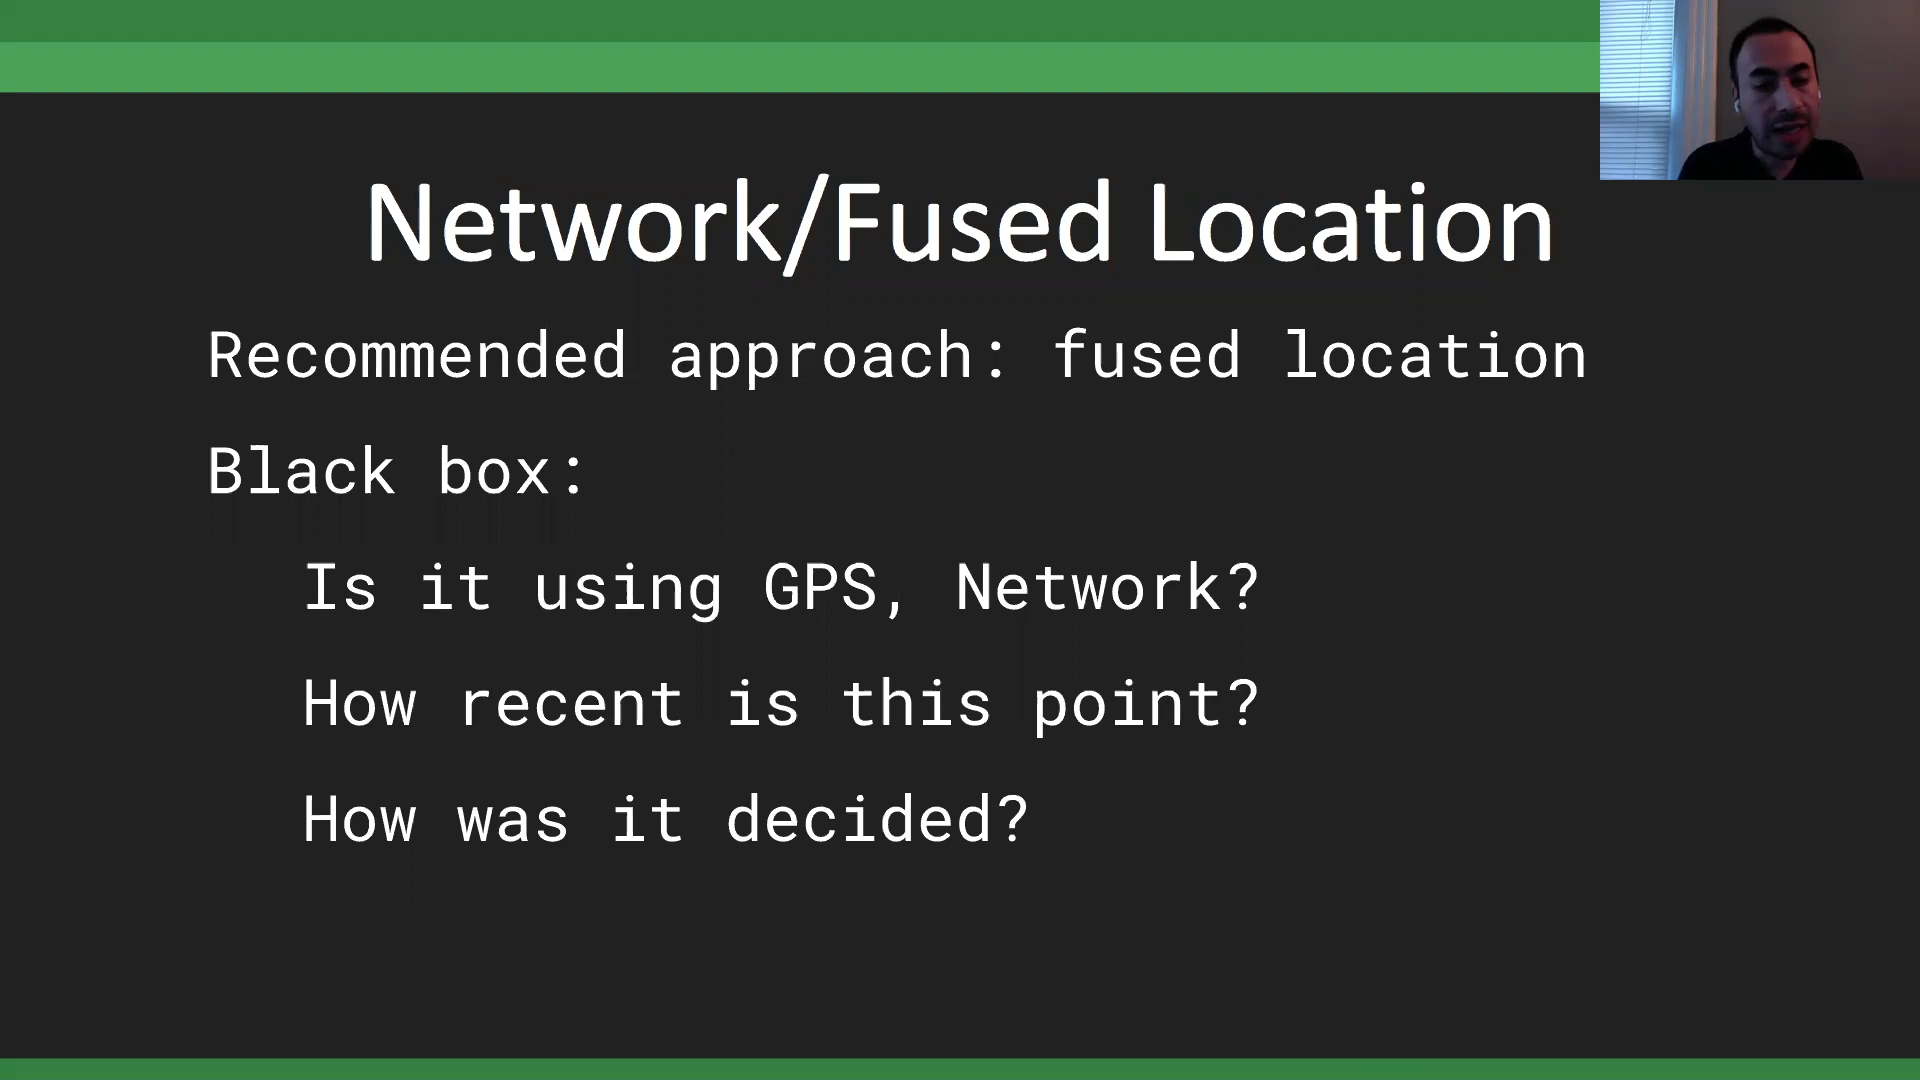 Network/Fused Location
Recommended approach: fused location
Black box:
Is it using GPS, Network?
How recent is this point?
How was it decided?